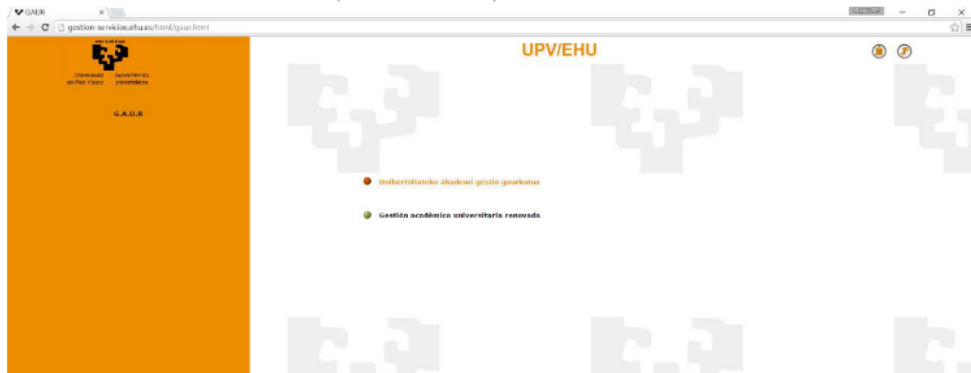 GAUR
gestion-servicios.ehu.es/html/gaur.html
UPV/EHU
G.A.U.R
Unibertsitateko akademi gestio gaurkotua
Gestión académica universitaria renovada